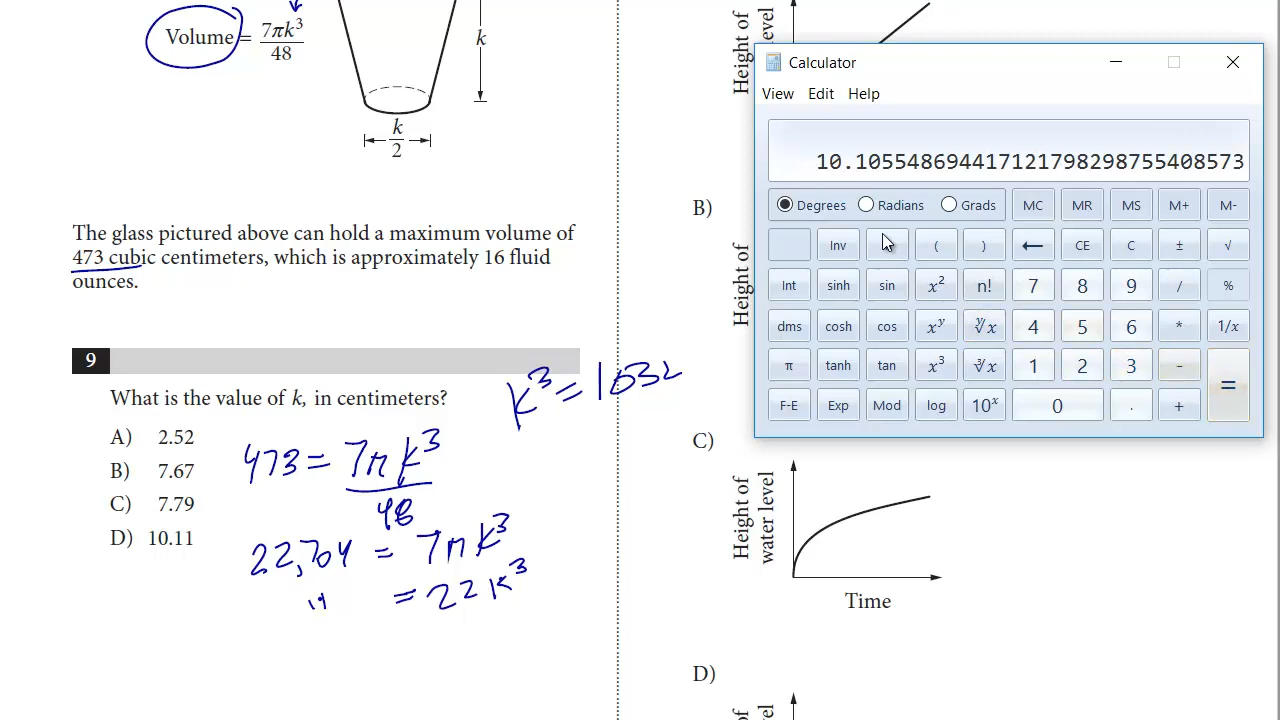 Volume = 7πk³/48
k
k/2
The glass pictured above can hold a maximum volume of
473 cubic centimeters, which is approximately 16 fluid
ounces.
9
What is the value of k, in centimeters?
A) 2.52
B) 7.67
C) 7.79
D) 10.11
K³ = 1032
473 = 7πk³/48
22,704 = 7πK³
" = 22K³
Height of
level
B)
Height of
C)
Height of
water level
Time
D)
Height of
Calculator
View Edit Help
10.105548694417121798298755408573
Degrees Radians Grads MC MR MS M+ M-
Inv ( ) ← CE C ± √
Int sinh sin x² n! 7 8 9 / %
dms cosh cos xʸ ʸ√x 4 5 6 * 1/x
π tanh tan x³ ³√x 1 2 3 - =
F-E Exp Mod log 10ˣ 0 . +